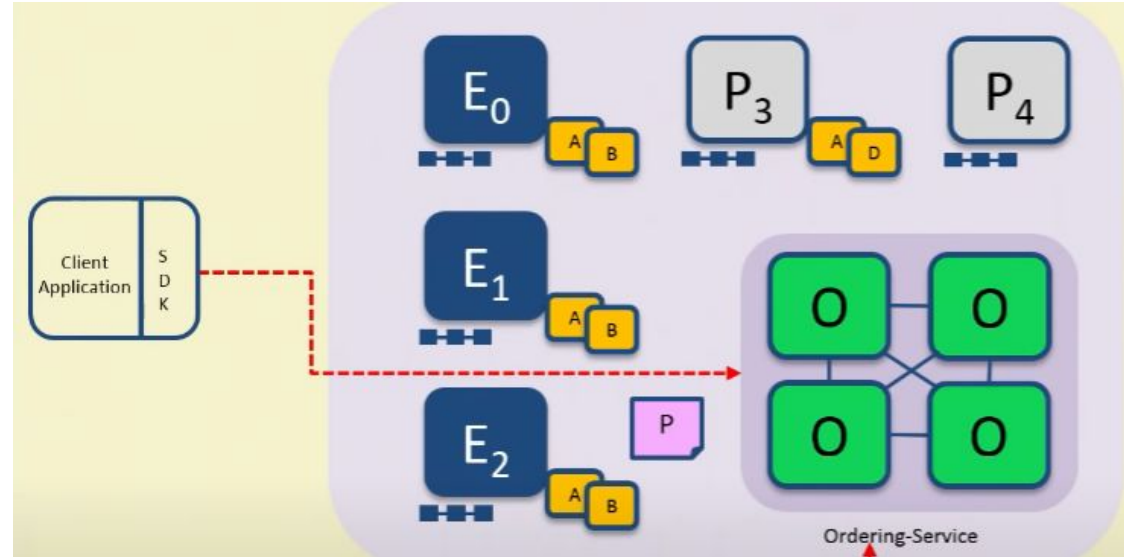 E0
A
B
P3
A
D
P4
Client
Application
S
D
K
E1
A
B
O
O
O
O
E2
A
B
P
Ordering-Service